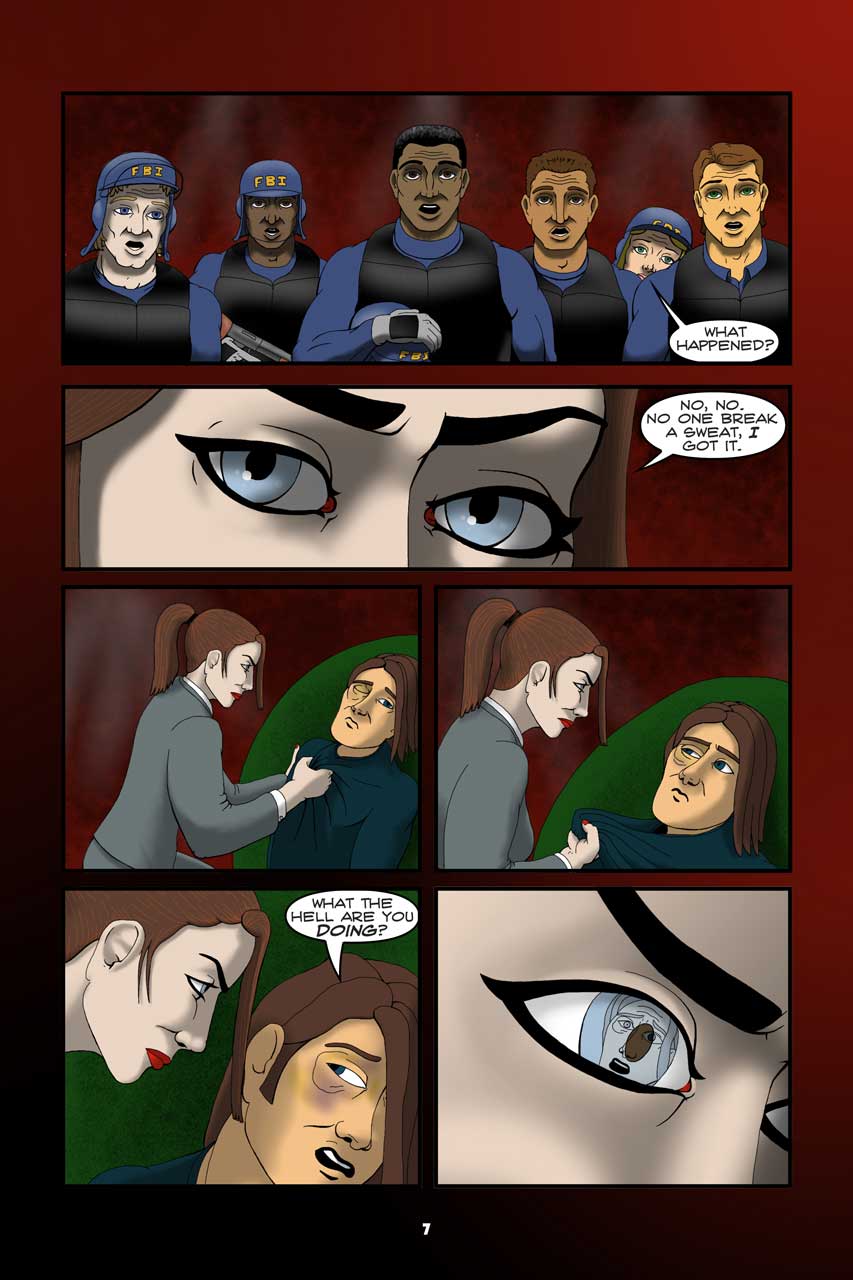 FBI
FBI
FBI
FBI
WHAT
HAPPENED?
NO, NO.
NO ONE BREAK
A SWEAT, I
GOT IT.
WHAT THE
HELL ARE YOU
DOING?
7